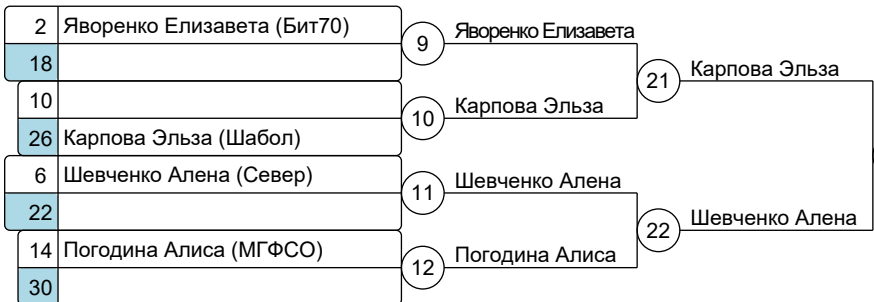 2 Яворенко Елизавета (Бит70)
18
9 Яворенко Елизавета
10
26 Карпова Эльза (Шабол)
10 Карпова Эльза
21 Карпова Эльза
6 Шевченко Алена (Север)
22
11 Шевченко Алена
14 Погодина Алиса (МГФСО)
30
12 Погодина Алиса
22 Шевченко Алена